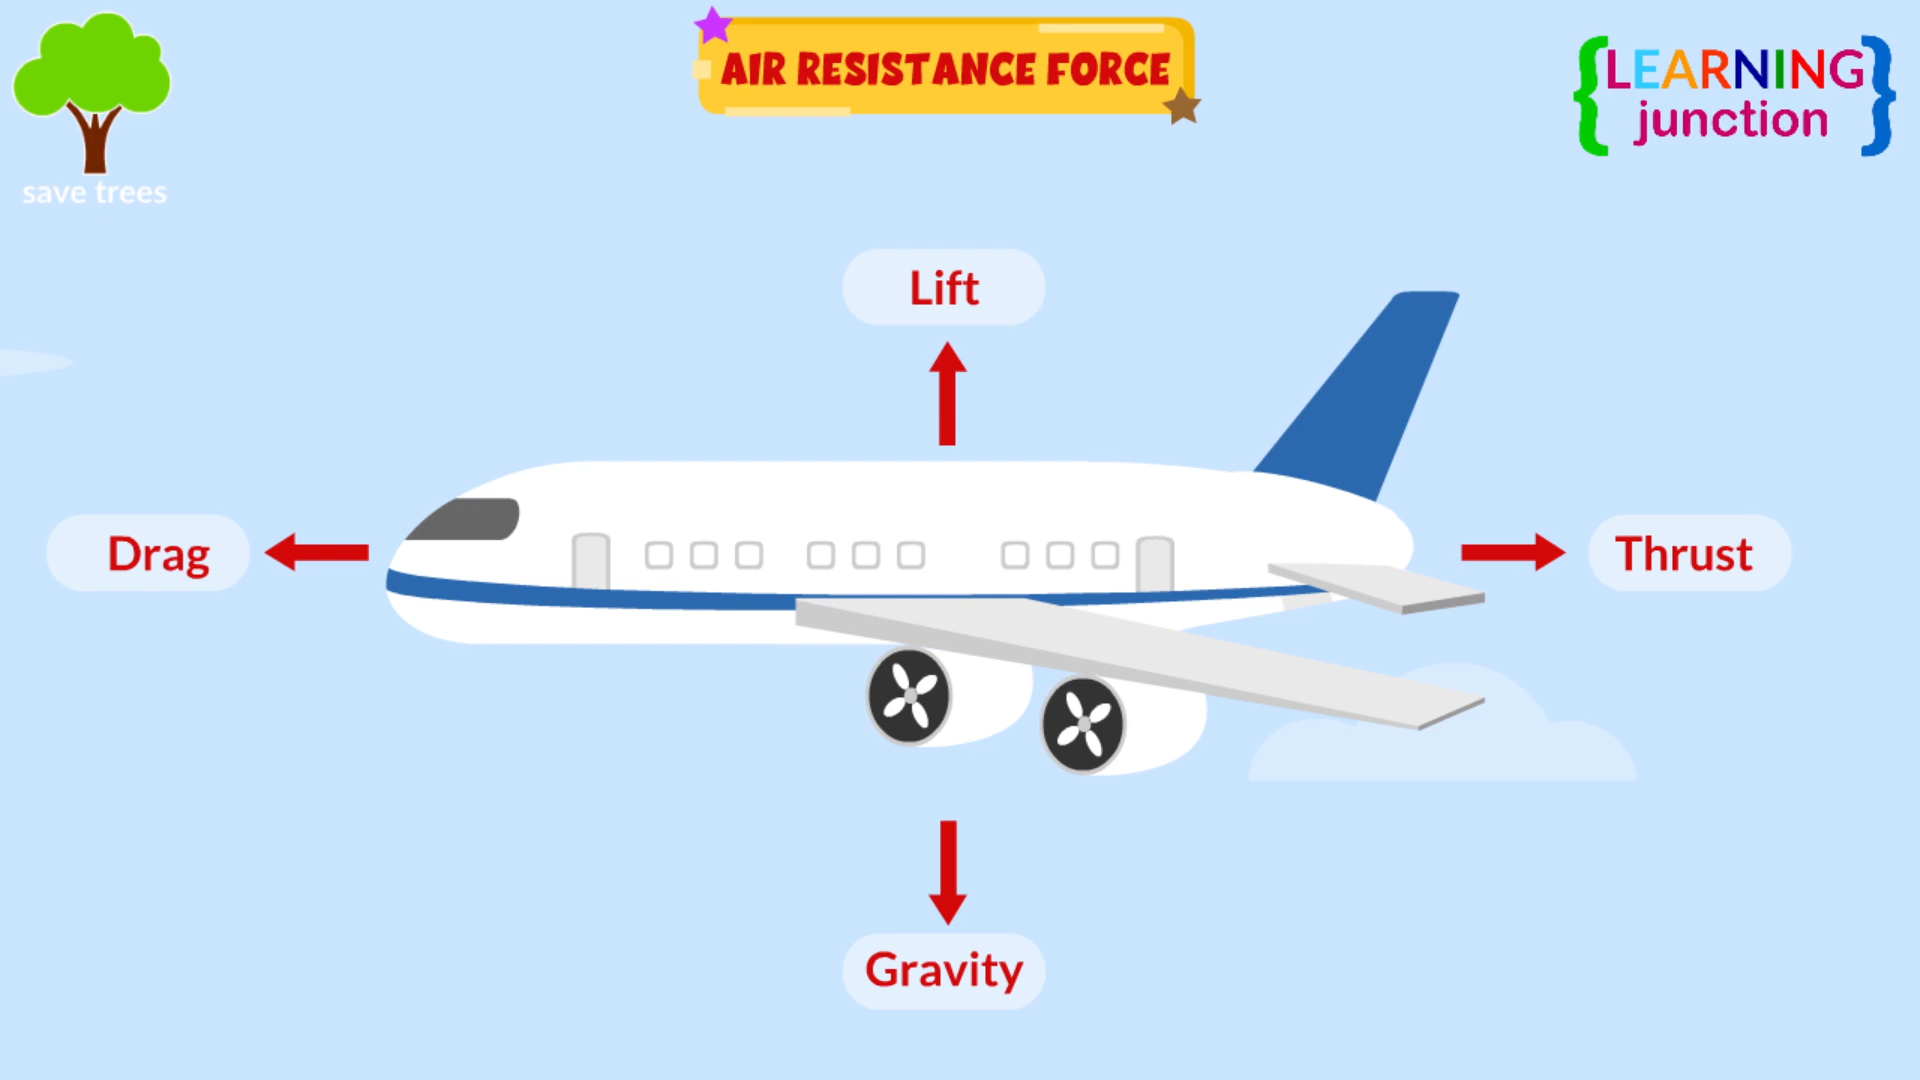 AIR RESISTANCE FORCE
LEARNING
junction
save trees
Lift
Drag
Thrust
Gravity